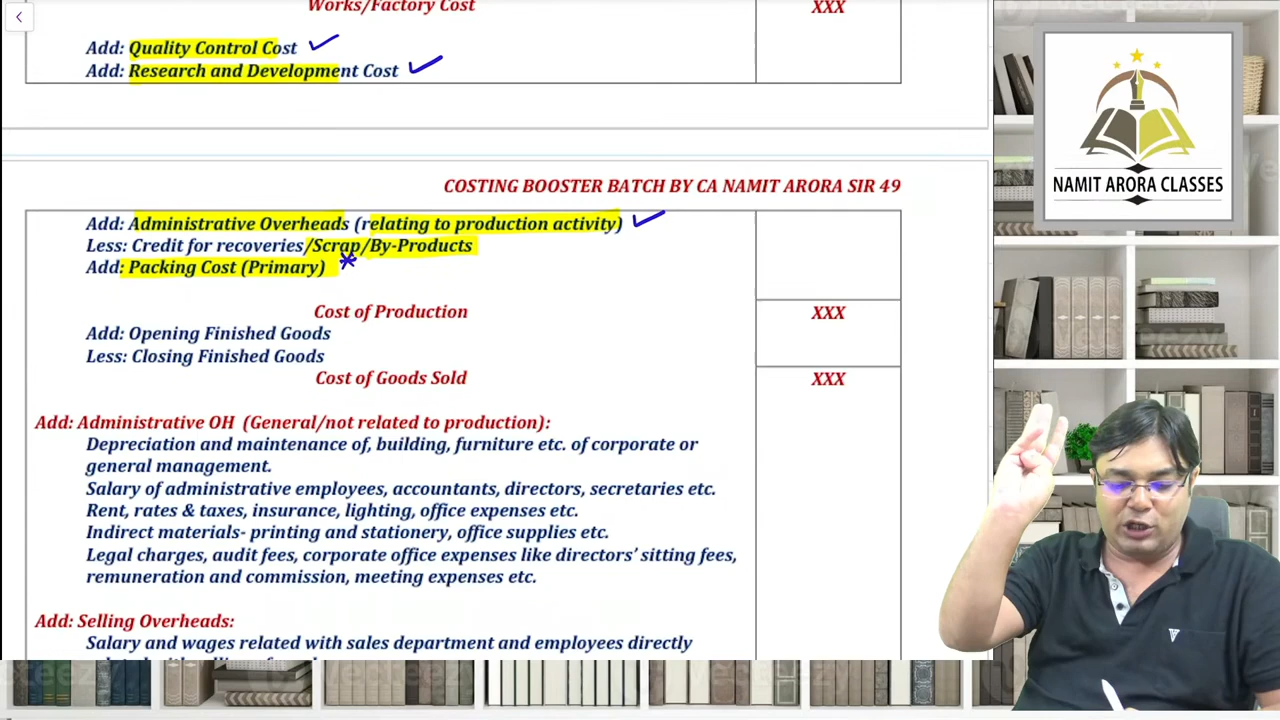 Works/Factory Cost XXX
Add: Quality Control Cost
Add: Research and Development Cost
COSTING BOOSTER BATCH BY CA NAMIT ARORA SIR 49
Add: Administrative Overheads (relating to production activity)
Less: Credit for recoveries/Scrap/By-Products
Add: Packing Cost (Primary)
Cost of Production XXX
Add: Opening Finished Goods
Less: Closing Finished Goods
Cost of Goods Sold XXX
Add: Administrative OH (General/not related to production):
Depreciation and maintenance of, building, furniture etc. of corporate or
general management.
Salary of administrative employees, accountants, directors, secretaries etc.
Rent, rates & taxes, insurance, lighting, office expenses etc.
Indirect materials- printing and stationery, office supplies etc.
Legal charges, audit fees, corporate office expenses like directors' sitting fees,
remuneration and commission, meeting expenses etc.
Add: Selling Overheads:
Salary and wages related with sales department and employees directly
NAMIT ARORA CLASSES